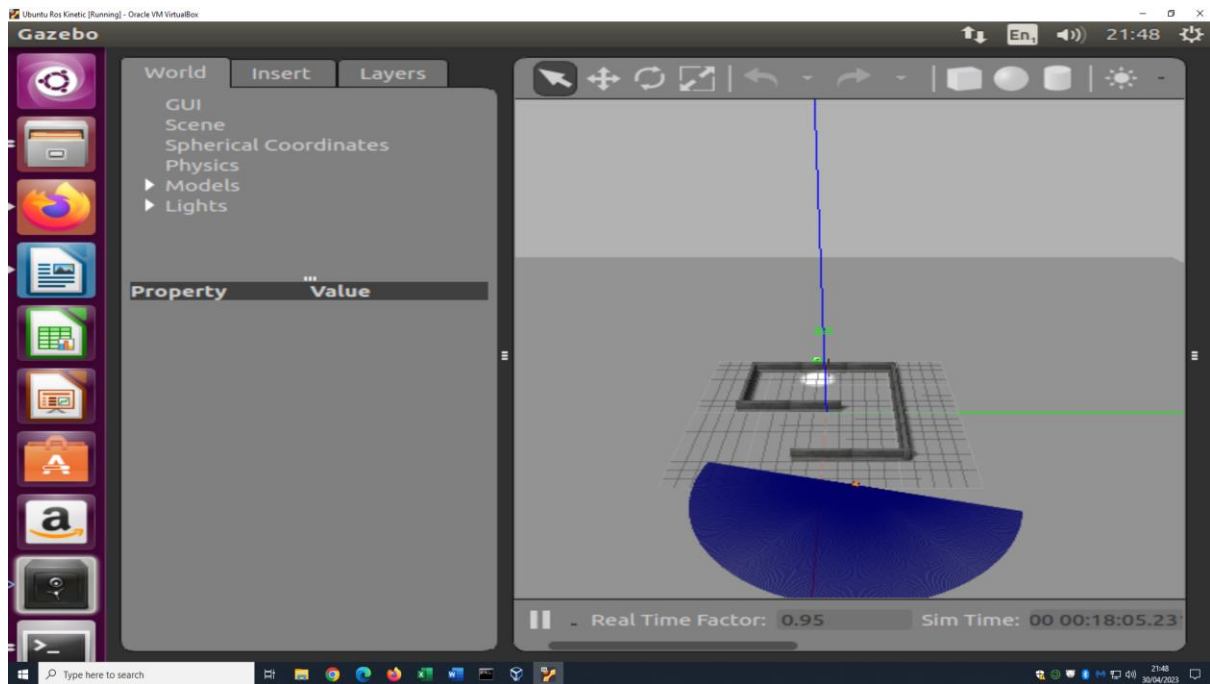 Ubuntu Ros Kinetic [Running] - Oracle VM VirtualBox
Gazebo
En1
21:48
World Insert Layers
GUI
Scene
Spherical Coordinates
Physics
Models
Lights
Property Value
Real Time Factor: 0.95 Sim Time: 00 00:18:05.23
Type here to search
21:48
30/04/2023